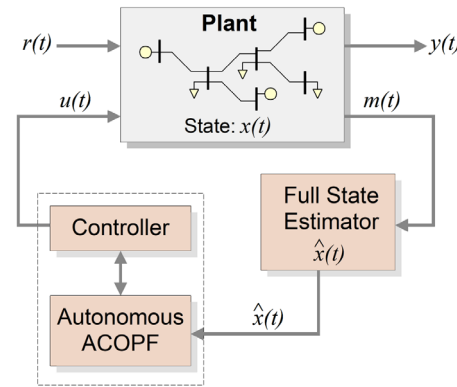 Plant
r(t)
y(t)
u(t)
State: x(t)
m(t)
Controller
Full State
Estimator
x̂(t)
Autonomous
ACOPF
x̂(t)